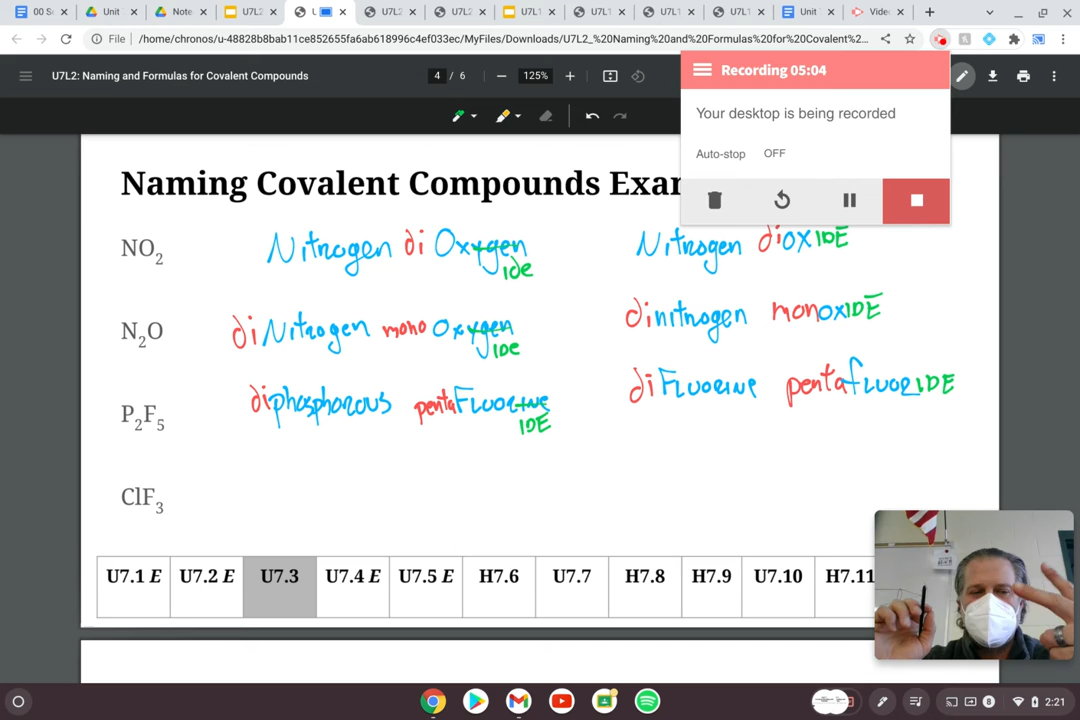 00 S
Unit
Note
U7L2
U
U7L2
U7L2
U7L1
U7L1
U7L1
U7L1
Unit
Video
File /home/chronos/u-48828b8bab11ce852655fa6ab618996c4ef033ec/MyFiles/Downloads/U7L2_%20Naming%20and%20Formulas%20for%20Covalent%2...
U7L2: Naming and Formulas for Covalent Compounds
4 / 6
125%
Recording 05:04
Your desktop is being recorded
Auto-stop OFF
Naming Covalent Compounds Exa
NO₂ Nitrogen di Oxygen ide Nitrogen dioxIDE
N₂O diNitrogen mono Oxygen IDe dinitrogen monoxIDE
P₂F₅ diphosphorous pentaFluorine IDE diFluorine pentafluorIDE
ClF₃
U7.1 E U7.2 E U7.3 U7.4 E U7.5 E H7.6 U7.7 H7.8 H7.9 U7.10 H7.11
8 2:21